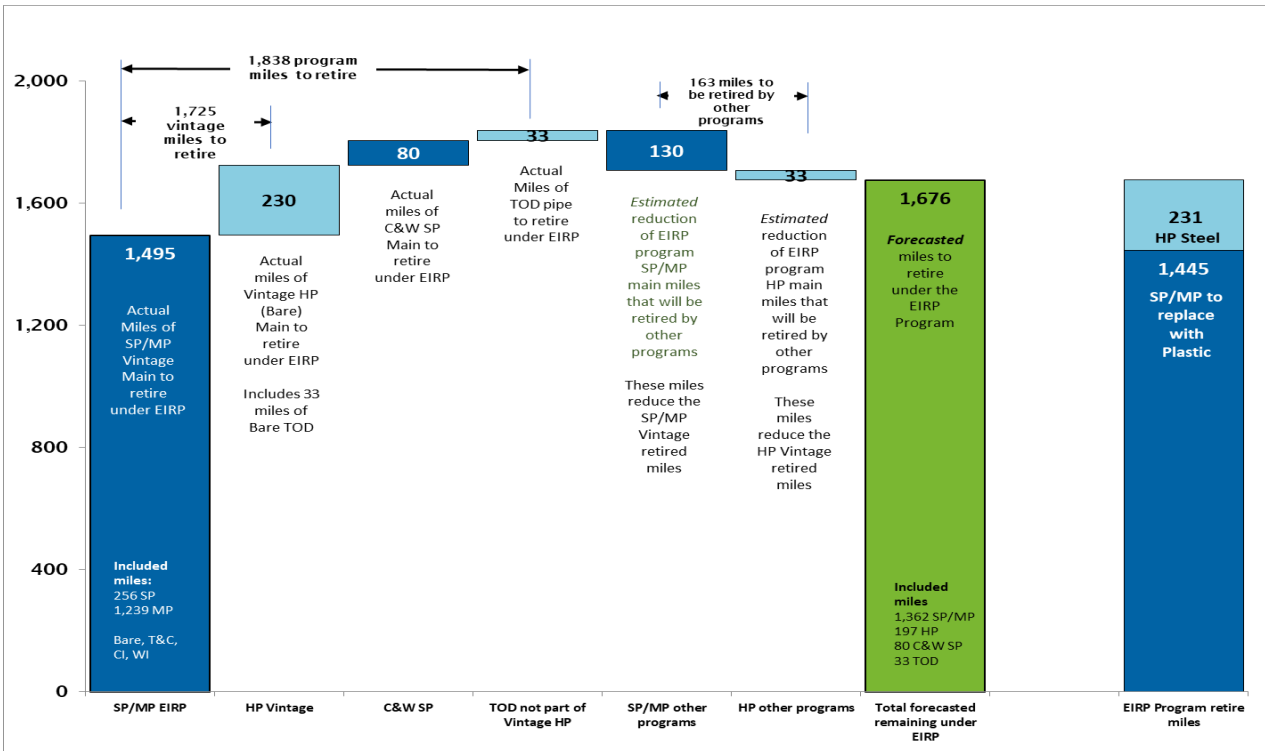 1,838 program
miles to retire
163 miles to
be retired by
other
programs
1,725
vintage
miles to
retire
2,000
1,600
1,200
800
400
0
1,495
Actual
Miles of
SP/MP
Vintage
Main to
retire
under EIRP
Included
miles:
256 SP
1,239 MP
Bare, T&C,
CI, WI
230
Actual
miles of
Vintage HP
(Bare)
Main to
retire
under EIRP
Includes 33
miles of
Bare TOD
80
Actual
miles of
C&W SP
Main to
retire
under EIRP
33
Actual
Miles of
TOD pipe
to retire
under EIRP
130
Estimated
reduction
of EIRP
program
SP/MP
main miles
that will be
retired by
other
programs
These miles
reduce the
SP/MP
Vintage
retired
miles
33
Estimated
reduction
of EIRP
program
HP main
miles that
will be
retired by
other
programs
These
miles
reduce the
HP Vintage
retired
miles
1,676
Forecasted
miles to
retire
under the
EIRP
Program
Included
miles
1,362 SP/MP
197 HP
80 C&W SP
33 TOD
231
HP Steel
1,445
SP/MP to
replace
with
Plastic
SP/MP EIRP
HP Vintage
C&W SP
TOD not part of
Vintage HP
SP/MP other
programs
HP other programs
Total forecasted
remaining under
EIRP
EIRP Program retire
miles